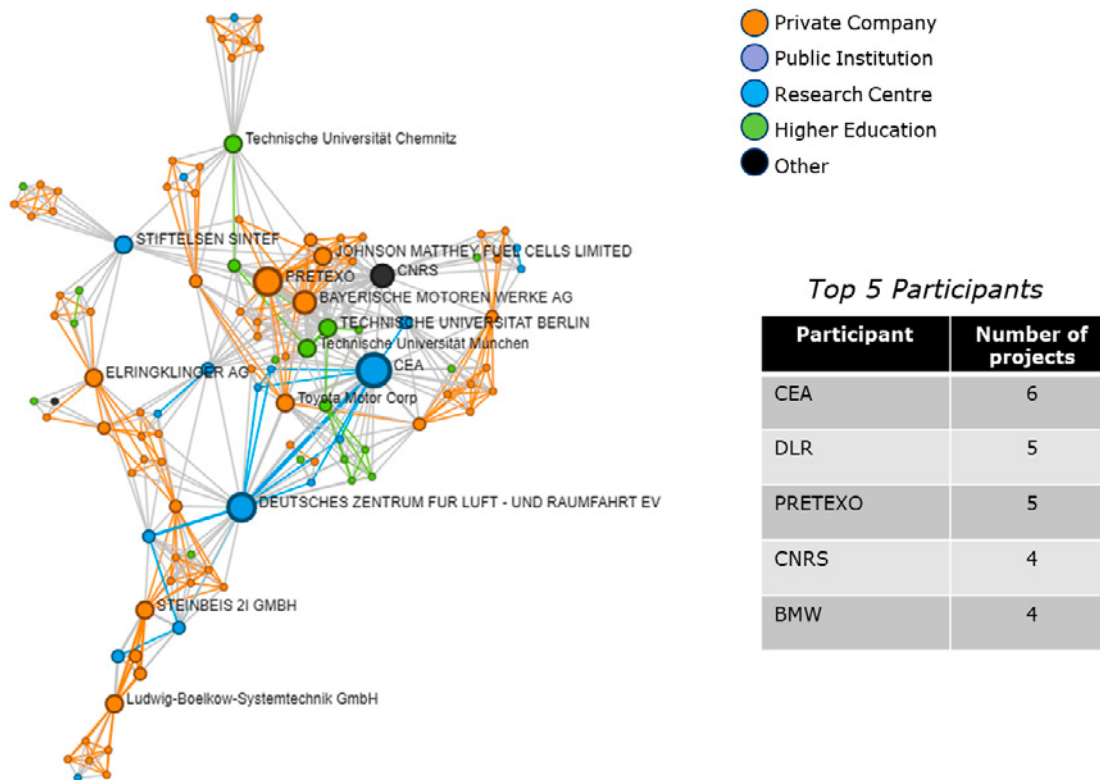 Private Company
Public Institution
Research Centre
Higher Education
Other
Technische Universität Chemnitz
STIFTELSEN SINTEF
JOHNSON MATTHEY FUEL CELLS LIMITED
CNRS
PRETEXO
BAYERISCHE MOTOREN WERKE AG
TECHNISCHE UNIVERSITAT BERLIN
Technische Universität München
CEA
ELRINGKLINGER AG
Toyota Motor Corp
DEUTSCHES ZENTRUM FUR LUFT - UND RAUMFAHRT EV
STEINBEIS 2I GMBH
Ludwig-Boelkow-Systemtechnik GmbH
Top 5 Participants
Participant Number of
projects
CEA 6
DLR 5
PRETEXO 5
CNRS 4
BMW 4